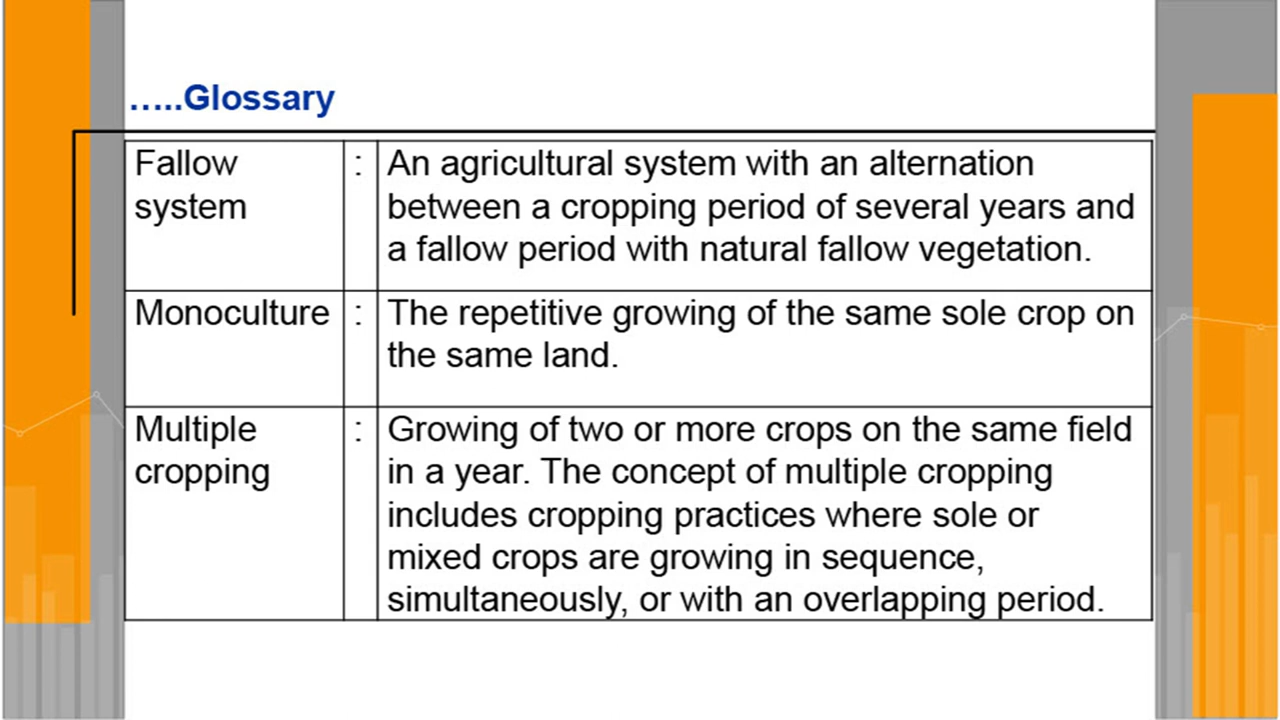 …..Glossary
Fallow
system
:
An agricultural system with an alternation
between a cropping period of several years and
a fallow period with natural fallow vegetation.
Monoculture
:
The repetitive growing of the same sole crop on
the same land.
Multiple
cropping
:
Growing of two or more crops on the same field
in a year. The concept of multiple cropping
includes cropping practices where sole or
mixed crops are growing in sequence,
simultaneously, or with an overlapping period.